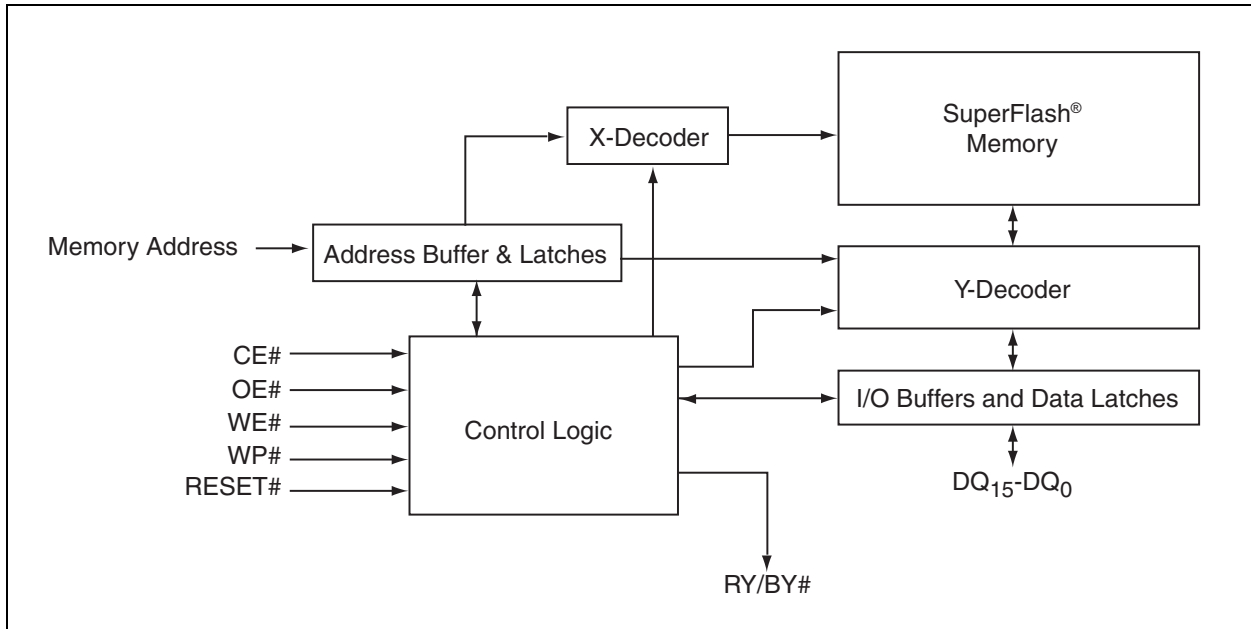 SuperFlash®
Memory
X-Decoder
Memory Address
Address Buffer & Latches
Y-Decoder
CE#
OE#
WE#
WP#
RESET#
Control Logic
I/O Buffers and Data Latches
DQ15-DQ0
RY/BY#